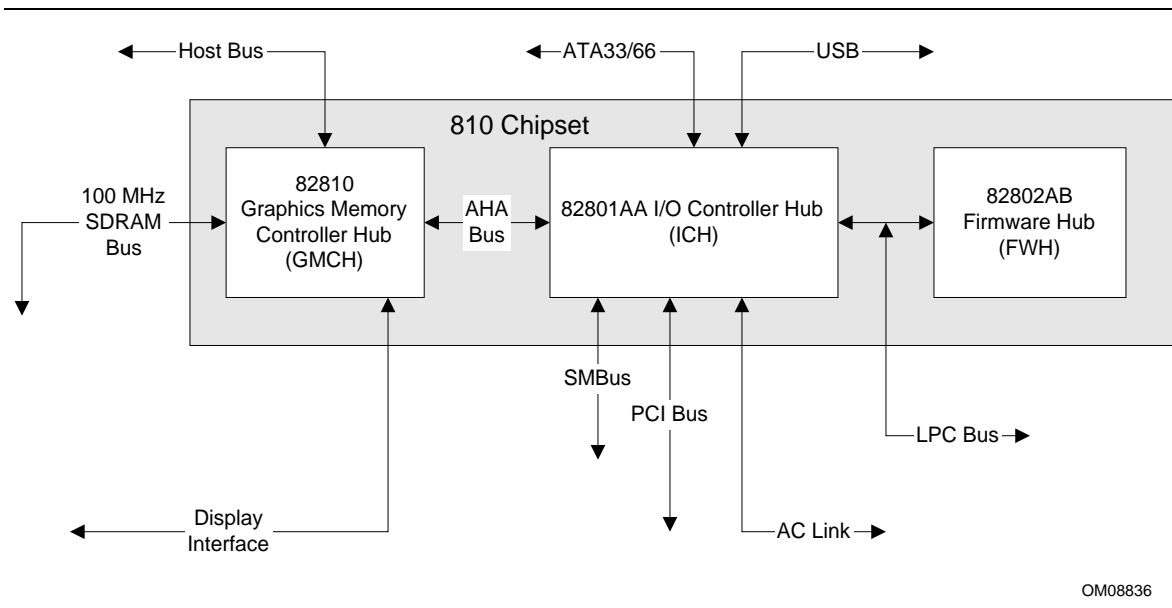 Host Bus
ATA33/66
USB
810 Chipset
100 MHz
SDRAM
Bus
82810
Graphics Memory
Controller Hub
(GMCH)
AHA
Bus
82801AA I/O Controller Hub
(ICH)
82802AB
Firmware Hub
(FWH)
SMBus
PCI Bus
LPC Bus
Display
Interface
AC Link
OM08836